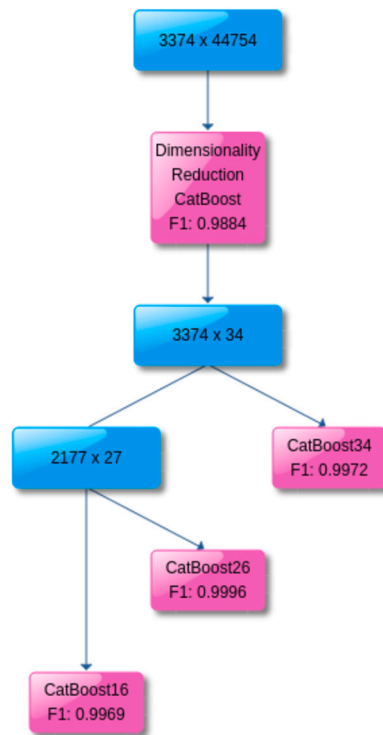 3374 x 44754
Dimensionality
Reduction
CatBoost
F1: 0.9884
3374 x 34
2177 x 27
CatBoost34
F1: 0.9972
CatBoost26
F1: 0.9996
CatBoost16
F1: 0.9969